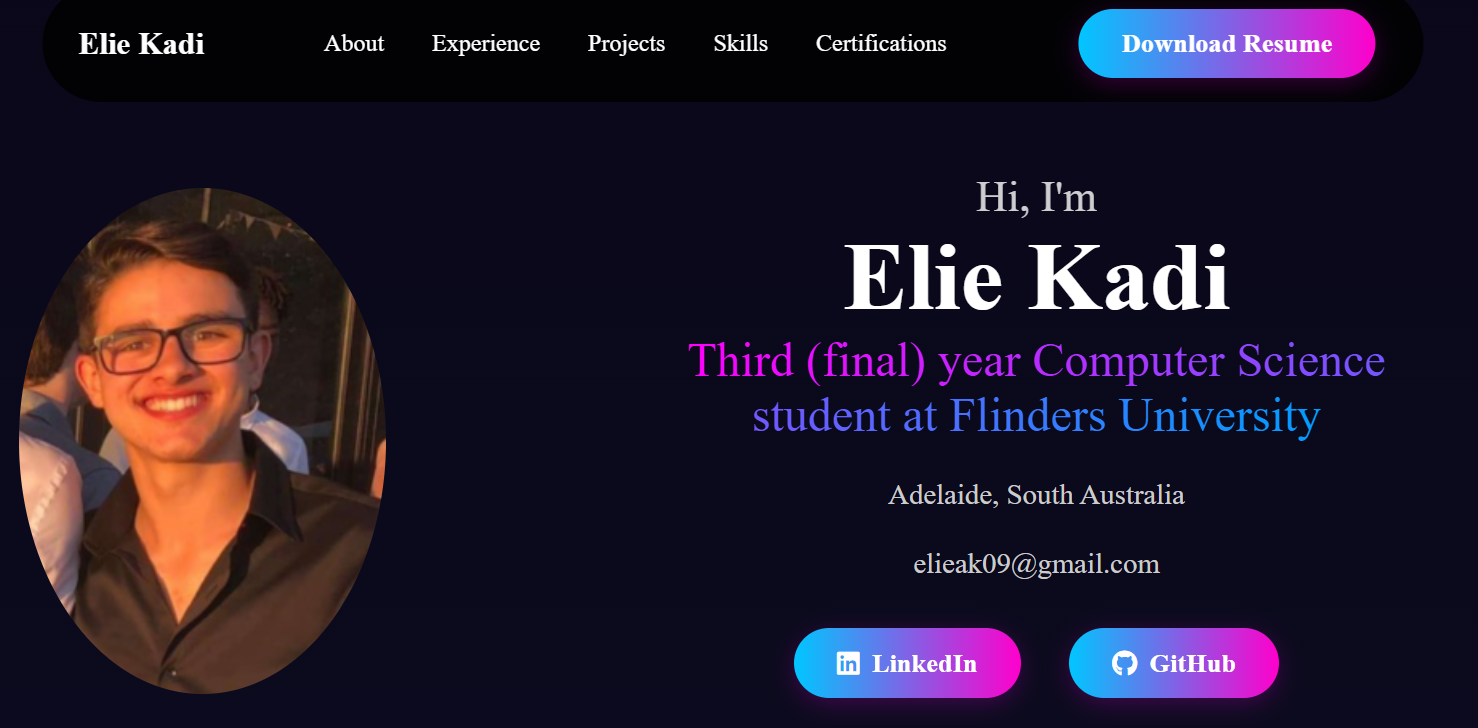 Elie Kadi
About
Experience
Projects
Skills
Certifications
Download Resume
Hi, I'm
Elie Kadi
Third (final) year Computer Science
student at Flinders University
Adelaide, South Australia
elieak09@gmail.com
in LinkedIn
GitHub